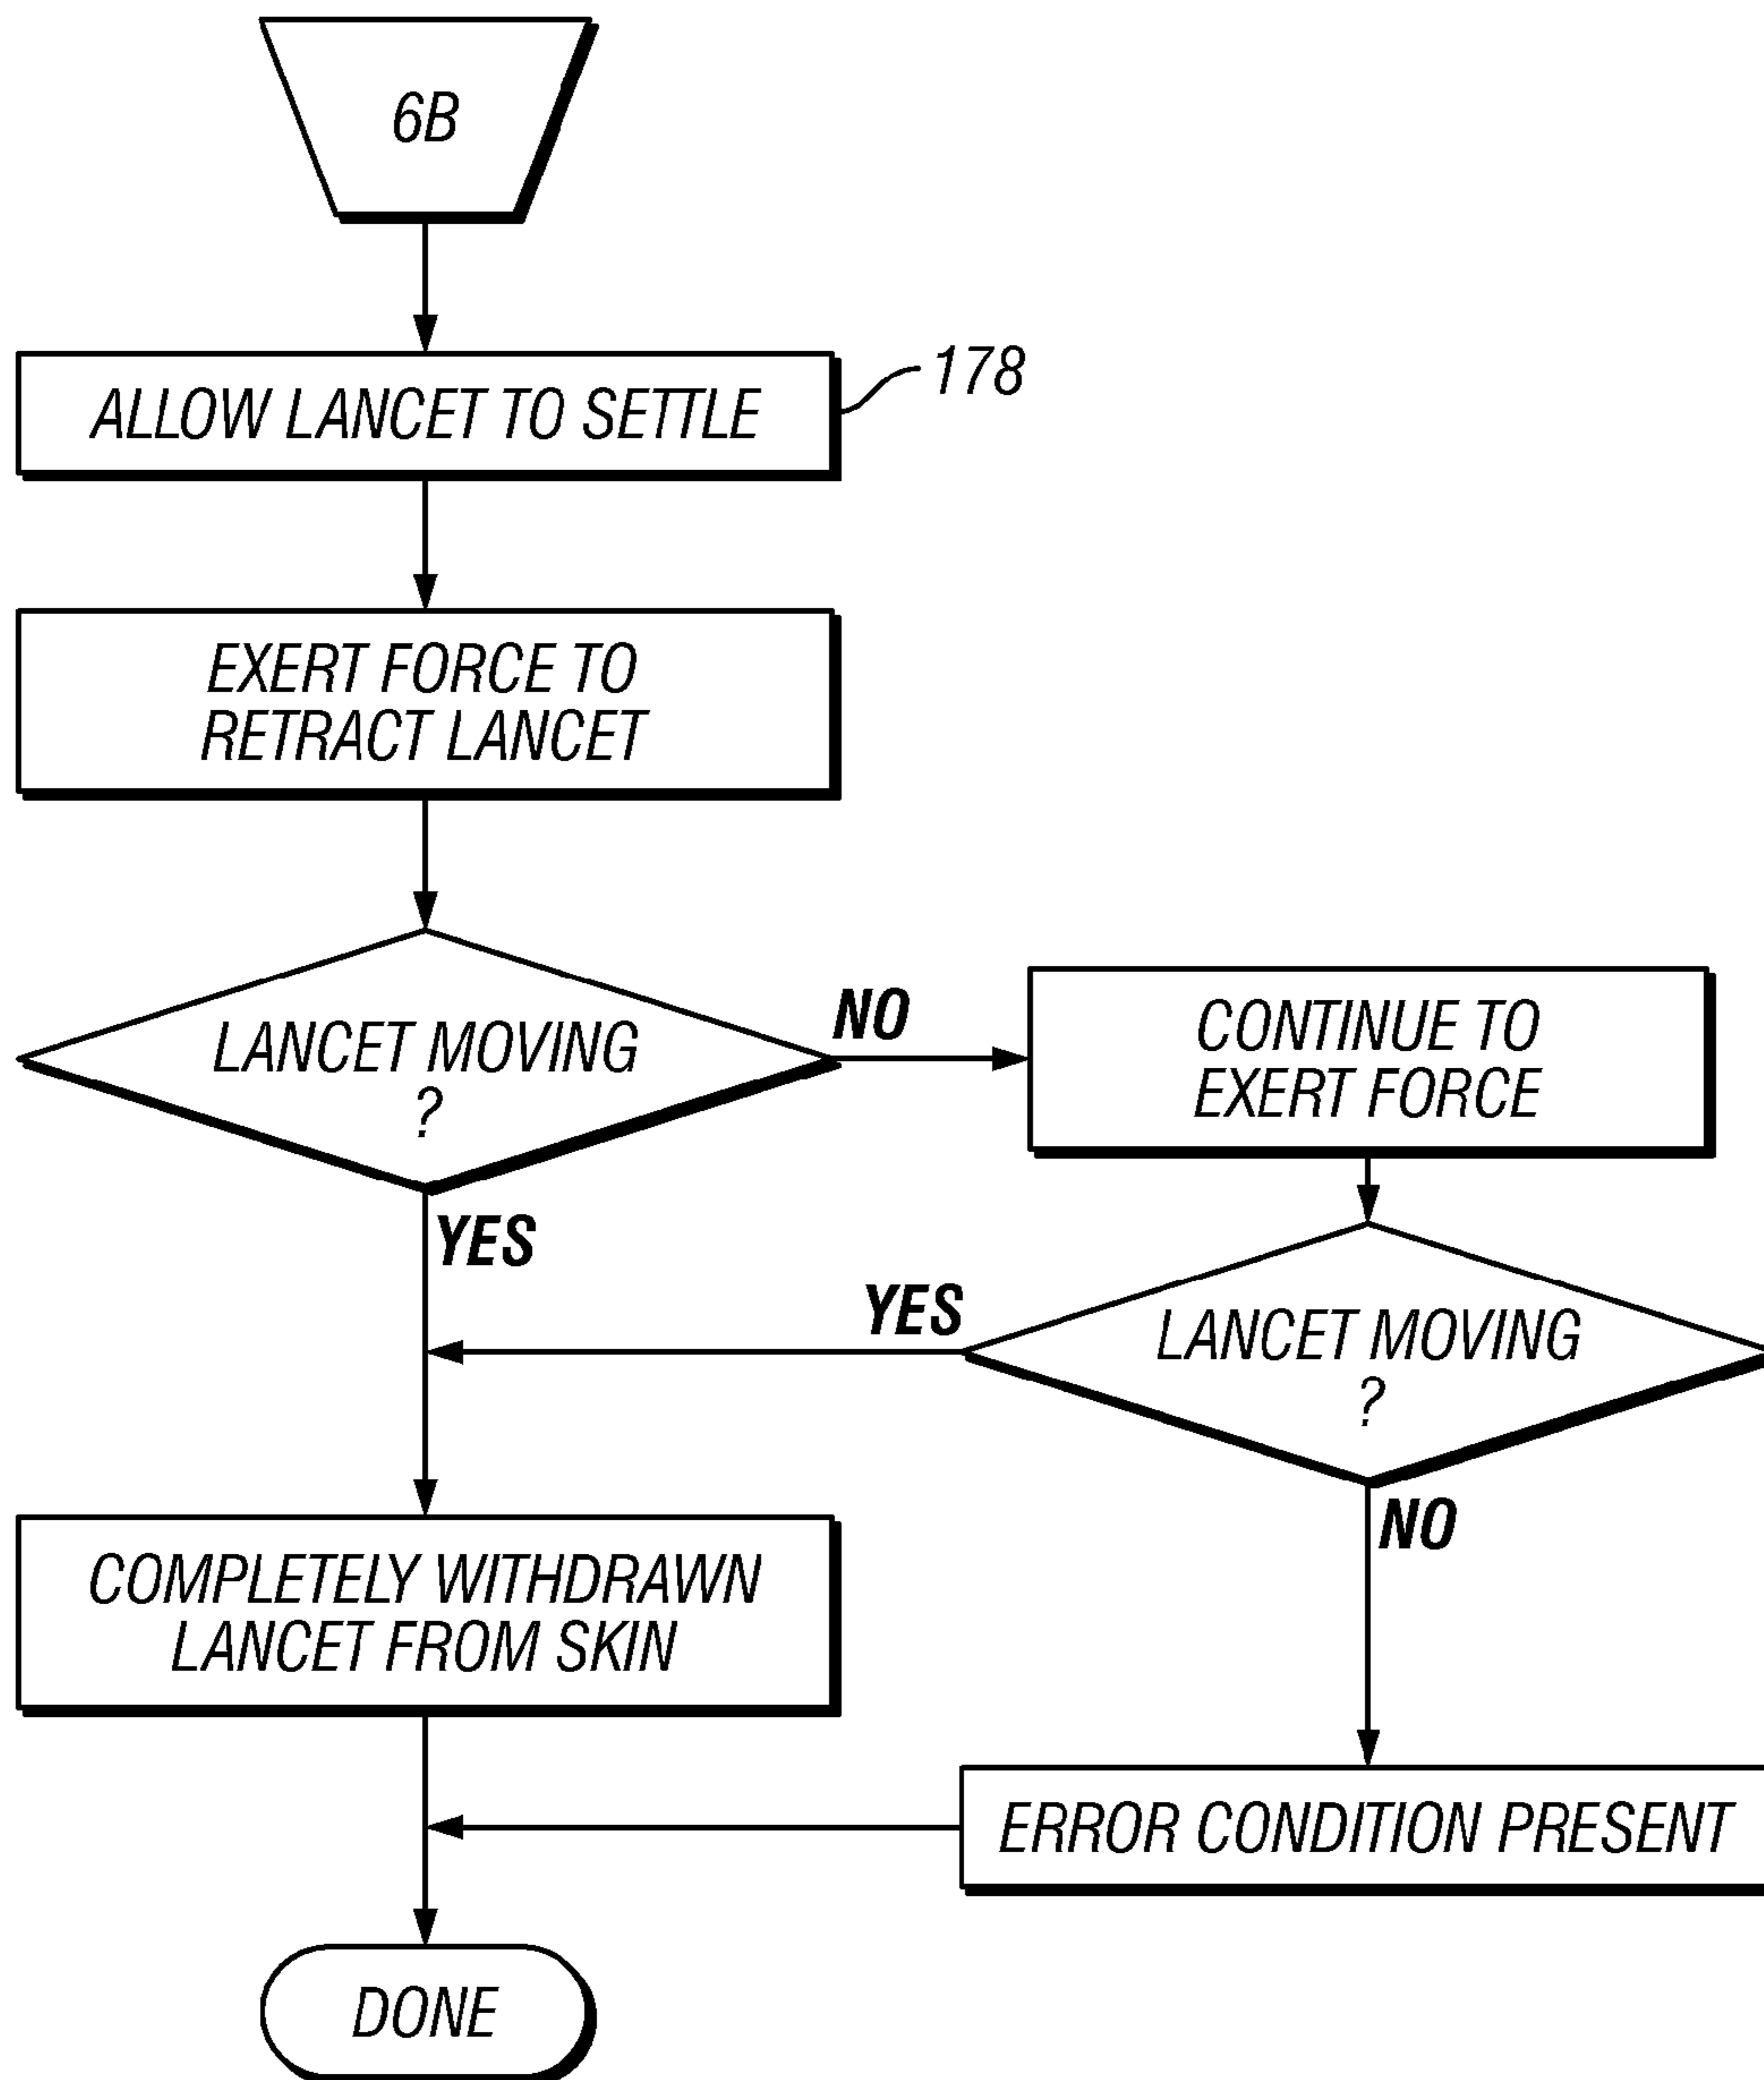 6B
ALLOW LANCET TO SETTLE
178
EXERT FORCE TO
RETRACT LANCET
LANCET MOVING
?
NO
CONTINUE TO
EXERT FORCE
YES
YES
LANCET MOVING
?
NO
COMPLETELY WITHDRAWN
LANCET FROM SKIN
ERROR CONDITION PRESENT
DONE